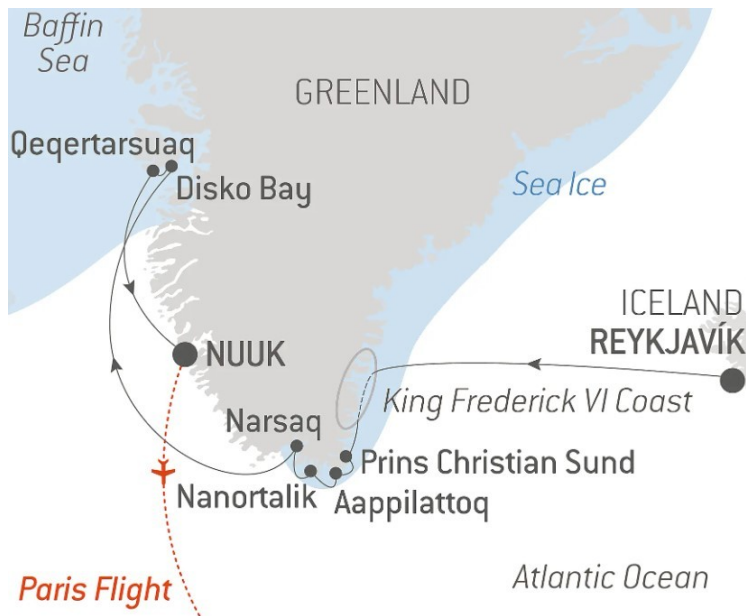 Baffin
Sea
GREENLAND
Qeqertarsuaq
Disko Bay
Sea Ice
ICELAND
REYKJAVÍK
NUUK
King Frederick VI Coast
Narsaq
Prins Christian Sund
Nanortalik
Aappilattoq
Paris Flight
Atlantic Ocean